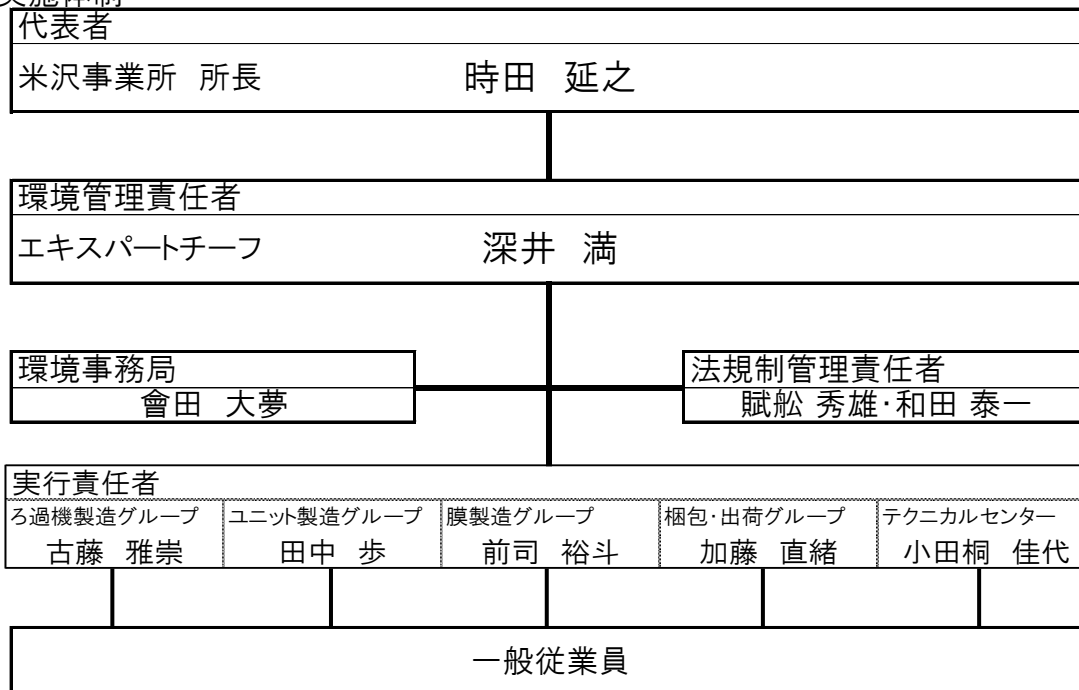 実施体制
代表者
米沢事業所 所長 時田 延之
環境管理責任者
エキスパートチーフ 深井 満
環境事務局
會田 大夢
法規制管理責任者
賦舩 秀雄・和田 泰一
実行責任者
ろ過機製造グループ
古藤 雅崇
ユニット製造グループ
田中 歩
膜製造グループ
前司 裕斗
梱包・出荷グループ
加藤 直緒
テクニカルセンター
小田桐 佳代
一般従業員